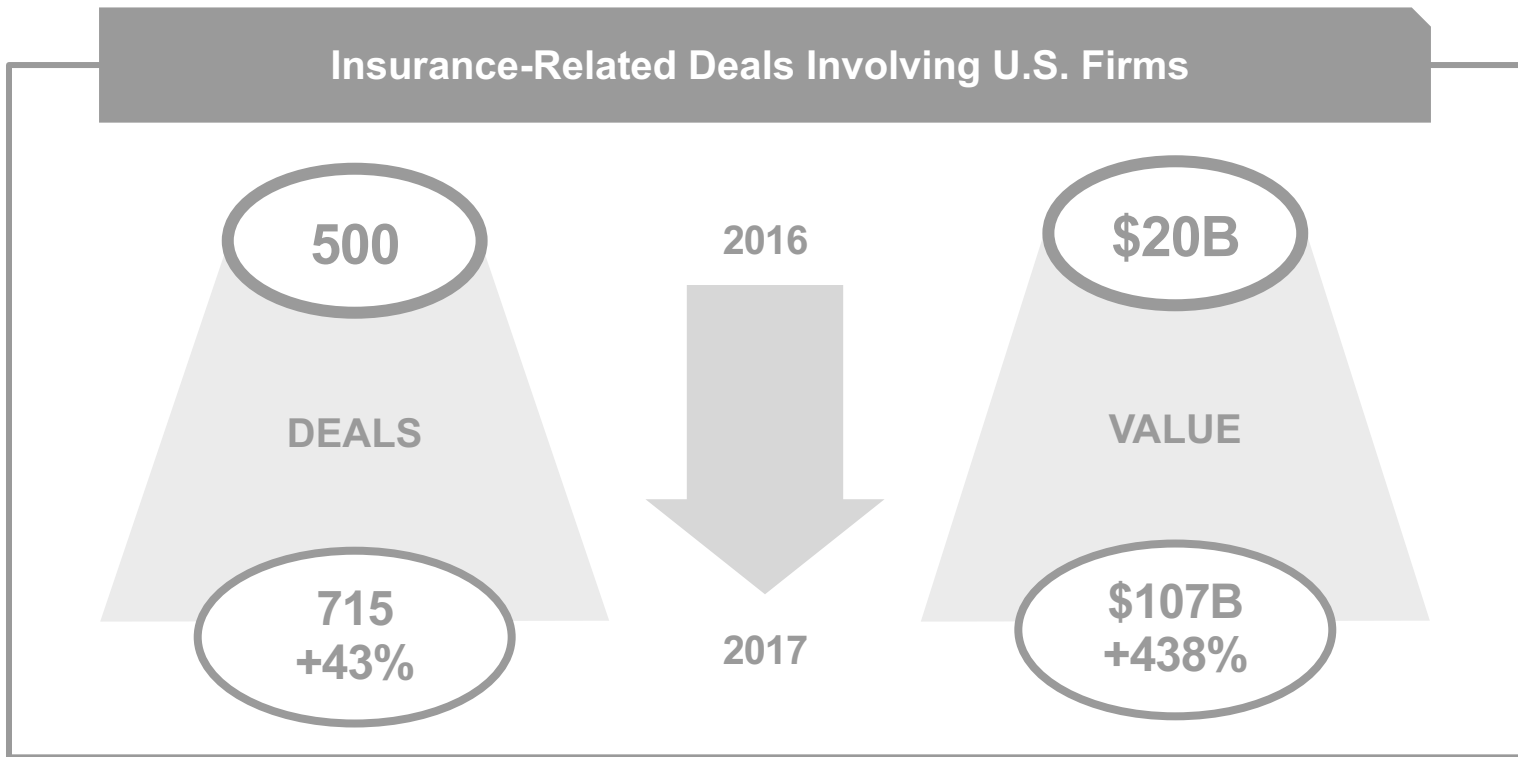 Insurance-Related Deals Involving U.S. Firms
500
2016
$20B
DEALS
VALUE
715
+43%
2017
$107B
+438%